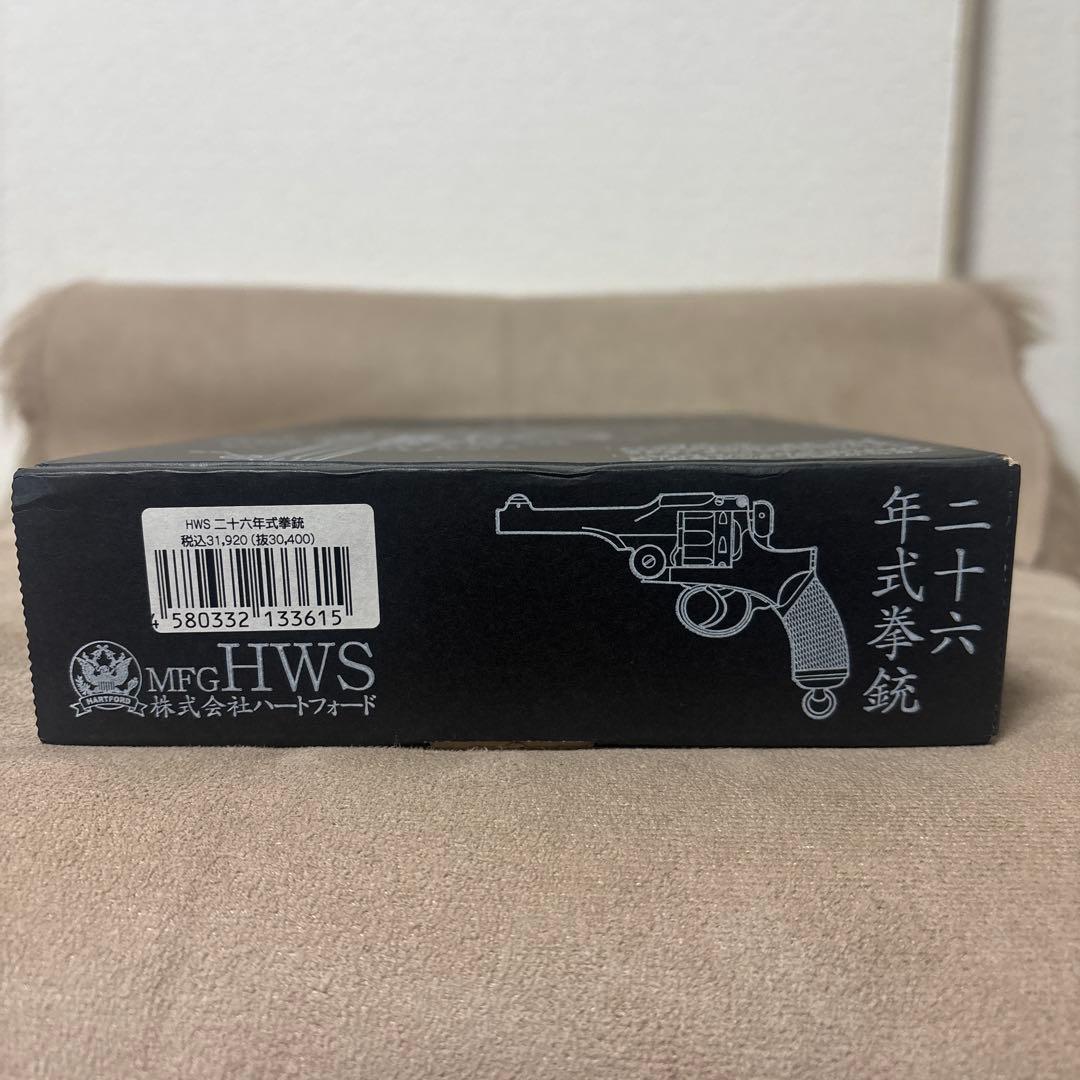 HWS 二十六年式拳銃
税込31,920(抜30,400)
4 580332 133615
HARTFORD
MFG HWS
株式会社ハートフォード
二十六
年式拳銃